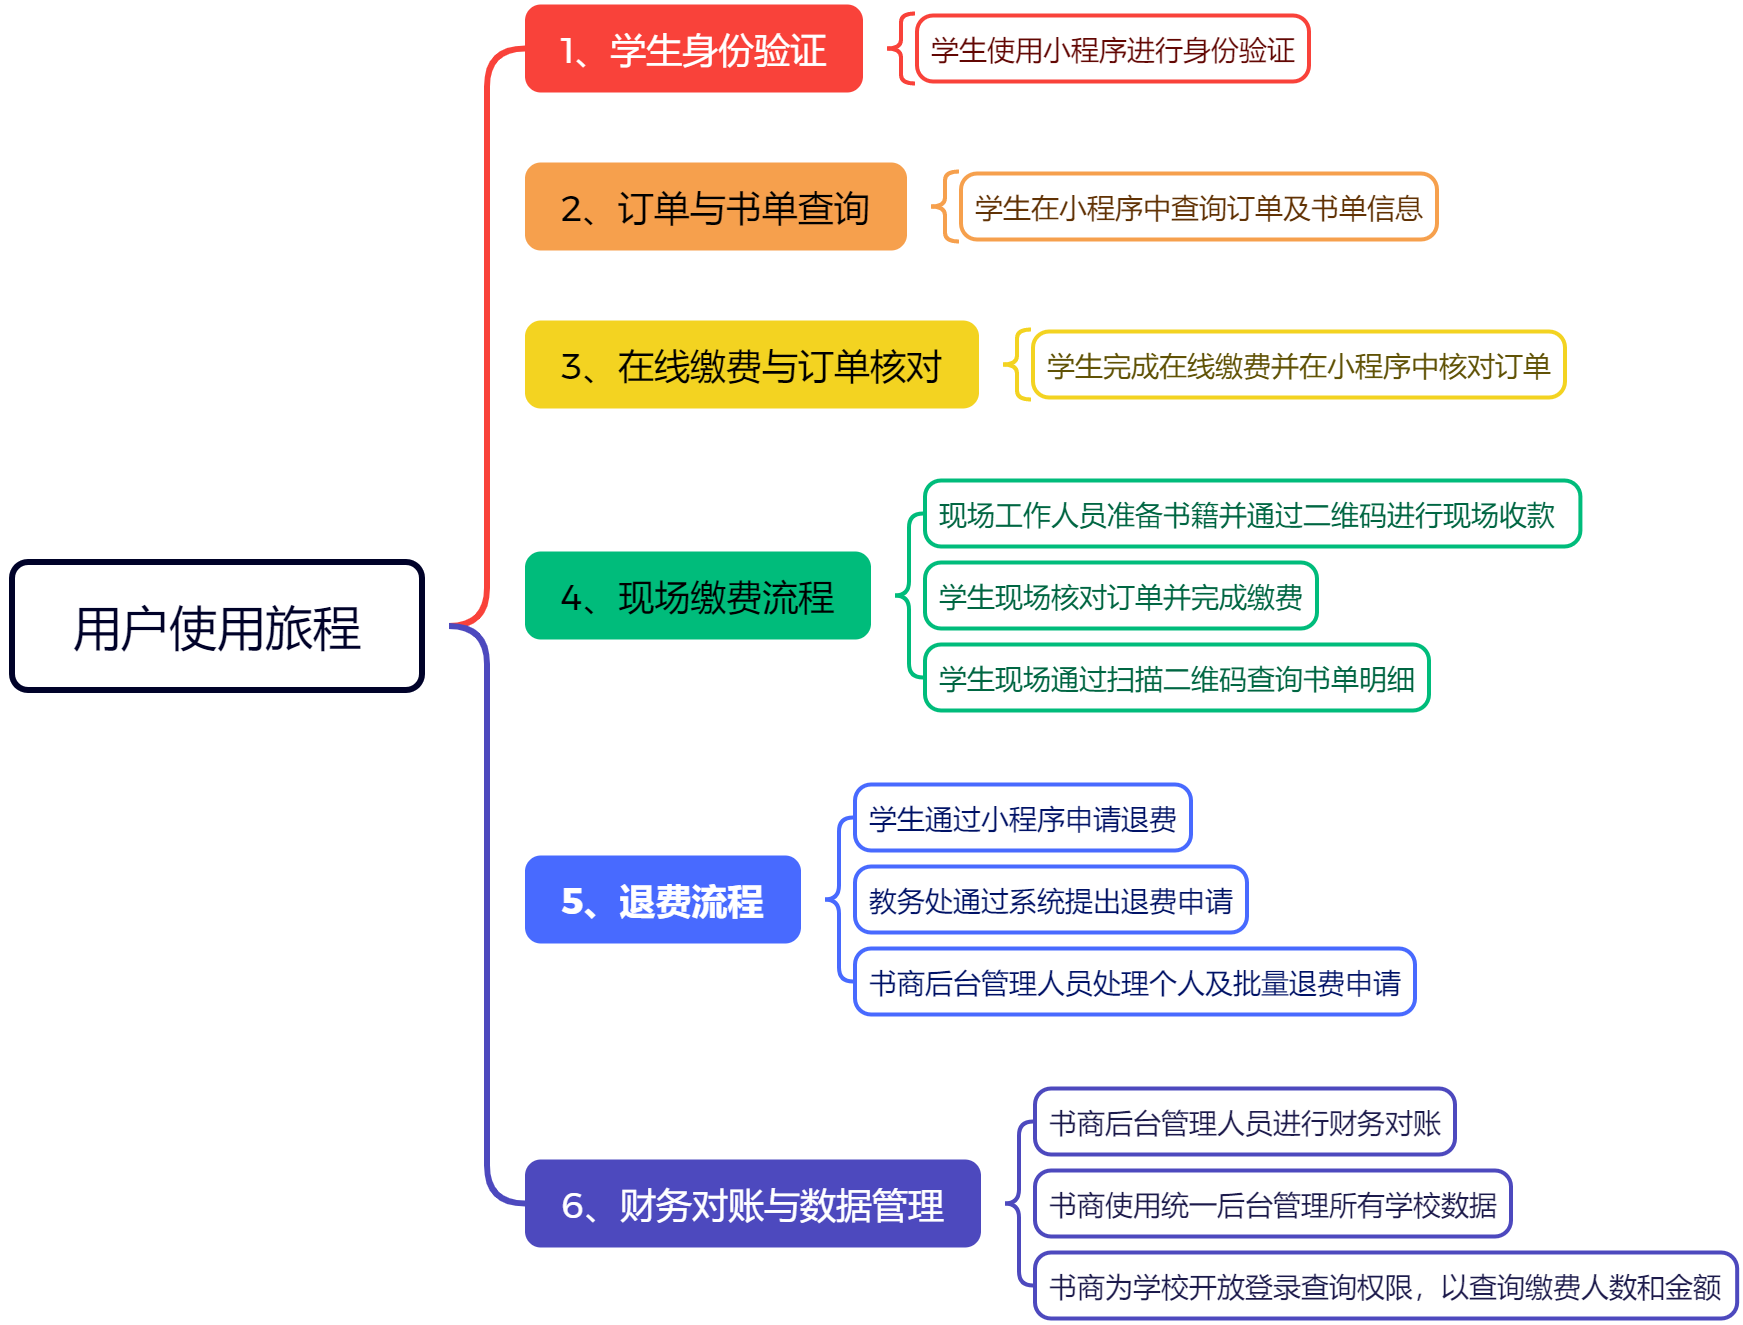 用户使用旅程
1、学生身份验证
学生使用小程序进行身份验证
2、订单与书单查询
学生在小程序中查询订单及书单信息
3、在线缴费与订单核对
学生完成在线缴费并在小程序中核对订单
4、现场缴费流程
现场工作人员准备书籍并通过二维码进行现场收款
学生现场核对订单并完成缴费
学生现场通过扫描二维码查询书单明细
5、退费流程
学生通过小程序申请退费
教务处通过系统提出退费申请
书商后台管理人员处理个人及批量退费申请
6、财务对账与数据管理
书商后台管理人员进行财务对账
书商使用统一后台管理所有学校数据
书商为学校开放登录查询权限，以查询缴费人数和金额